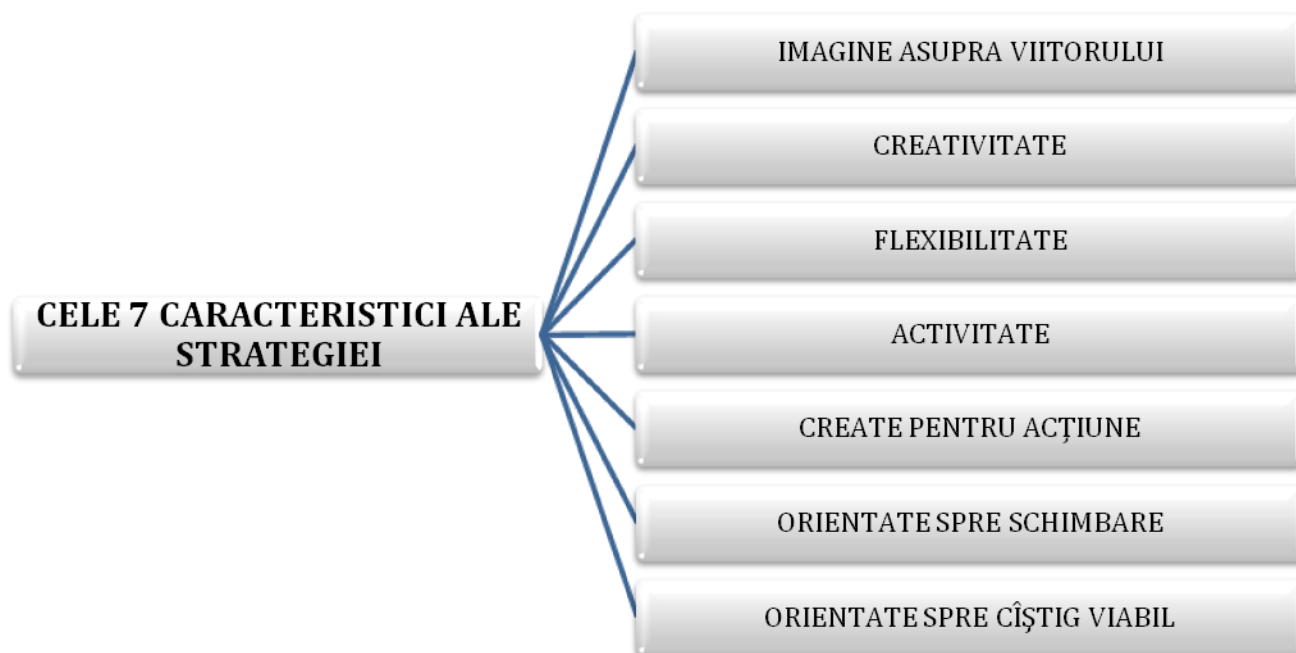 CELE 7 CARACTERISTICI ALE
STRATEGIEI
IMAGINE ASUPRA VIITORULUI
CREATIVITATE
FLEXIBILITATE
ACTIVITATE
CREATE PENTRU ACŢIUNE
ORIENTATE SPRE SCHIMBARE
ORIENTATE SPRE CÎŞTIG VIABIL